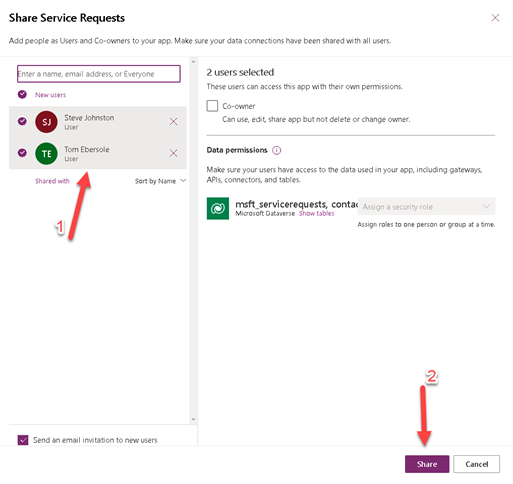 Share Service Requests
Add people as Users and Co-owners to your app. Make sure your data connections have been shared with all users.
Enter a name, email address, or Everyone
New users
SJ
Steve Johnston
User
TE
Tom Ebersole
User
Shared with
Sort by Name
1
Send an email invitation to new users
2 users selected
These users can access this app with their own permissions.
Co-owner
Can use, edit, share app but not delete or change owner.
Data permissions
Make sure your users have access to the data used in your app, including gateways,
APIs, connectors, and tables.
msft_servicerequests, contac
Microsoft Dataverse Show tables
Assign a security role
Assign roles to one person or group at a time.
2
Share
Cancel